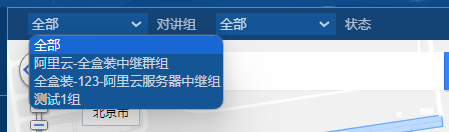 全部 对讲组 全部 状态
全部
阿里云-全盒装中继群组
全盒装-123-阿里云服务器中继组
测试1组
北京市